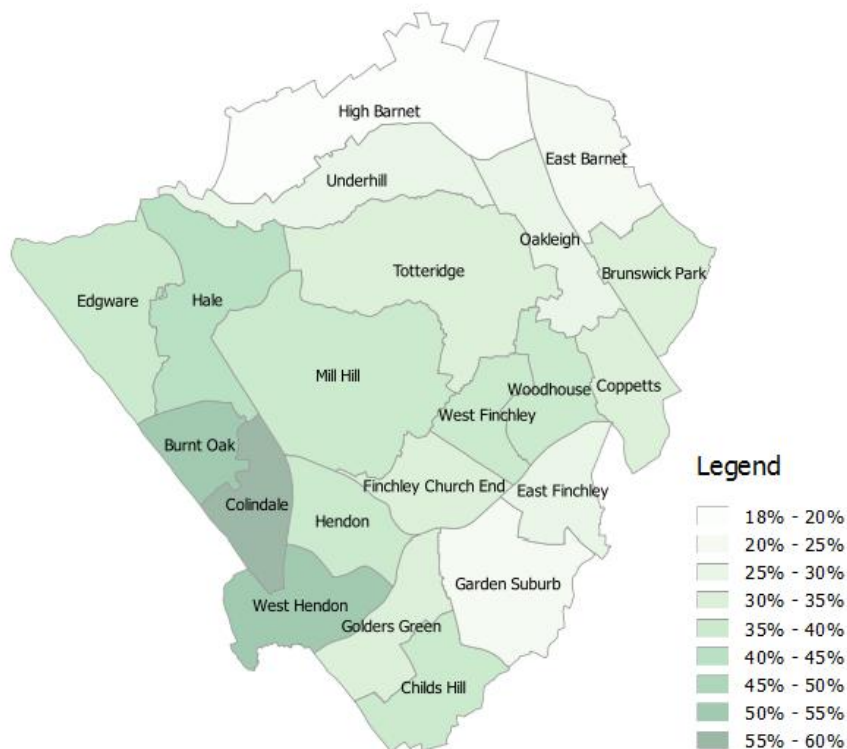 High Barnet
East Barnet
Underhill
Oakleigh
Totteridge
Brunswick Park
Edgware
Hale
Mill Hill
Woodhouse
Coppetts
West Finchley
Burnt Oak
Finchley Church End
East Finchley
Colindale
Hendon
Garden Suburb
West Hendon
Golders Green
Childs Hill
Legend
18% - 20%
20% - 25%
25% - 30%
30% - 35%
35% - 40%
40% - 45%
45% - 50%
50% - 55%
55% - 60%